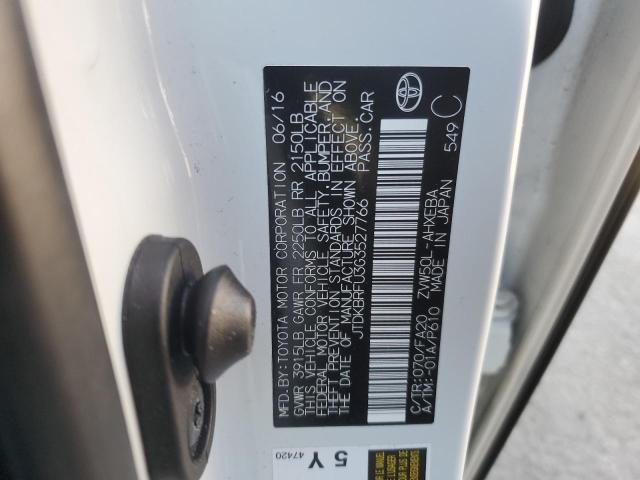 MFD.BY:TOYOTA MOTOR CORPORATION 06/16
GVWR 3915LB GAWR FR 2250LB RR 2150LB
THIS VEHICLE CONFORMS TO ALL APPLICABLE
FEDERAL MOTOR VEHICLE SAFETY, BUMPER, AND
THEFT PREVENTION STANDARDS IN EFFECT ON
THE DATE OF MANUFACTURE SHOWN ABOVE.
JTDKBRFU3G3527766 PASS.CAR
C/TR:070/FA20 ZVW50L-AHXEBA
A/TM:-01A/P610 MADE IN JAPAN 549 C
5 Y
47420